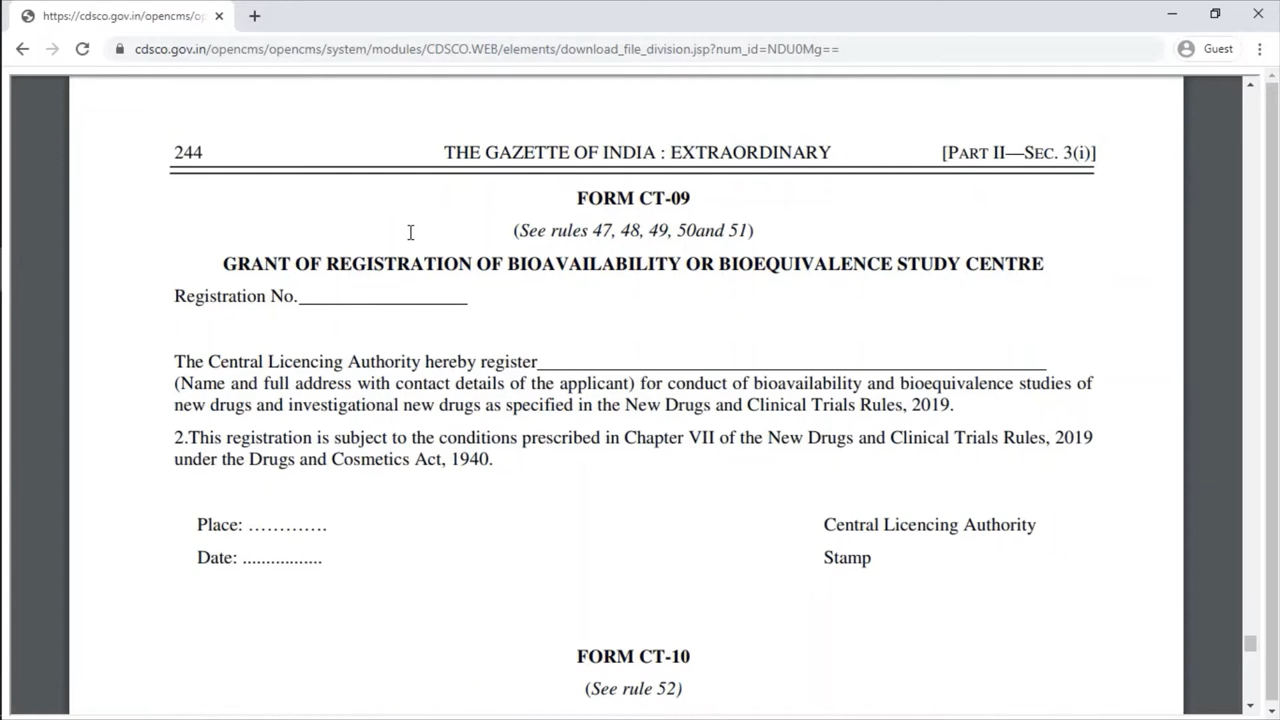 https://cdsco.gov.in/opencms/op
cdsco.gov.in/opencms/opencms/system/modules/CDSCO.WEB/elements/download_file_division.jsp?num_id=NDU0Mg==
Guest
244 THE GAZETTE OF INDIA : EXTRAORDINARY [PART II—SEC. 3(i)]
FORM CT-09
(See rules 47, 48, 49, 50and 51)
GRANT OF REGISTRATION OF BIOAVAILABILITY OR BIOEQUIVALENCE STUDY CENTRE
Registration No.__________________
The Central Licencing Authority hereby register______________________________________________________
(Name and full address with contact details of the applicant) for conduct of bioavailability and bioequivalence studies of
new drugs and investigational new drugs as specified in the New Drugs and Clinical Trials Rules, 2019.
2.This registration is subject to the conditions prescribed in Chapter VII of the New Drugs and Clinical Trials Rules, 2019
under the Drugs and Cosmetics Act, 1940.
Place: ………….
Central Licencing Authority
Date: .................
Stamp
FORM CT-10
(See rule 52)